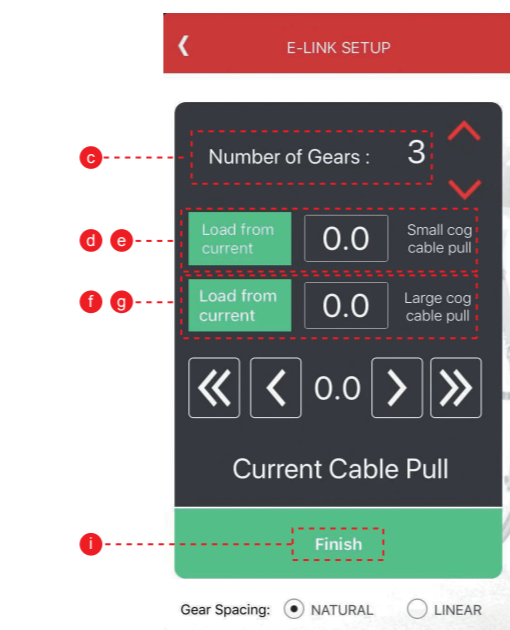 E-LINK SETUP
c Number of Gears : 3
d e Load from current 0.0 Small cog cable pull
f g Load from current 0.0 Large cog cable pull
0.0
Current Cable Pull
i Finish
Gear Spacing: NATURAL LINEAR